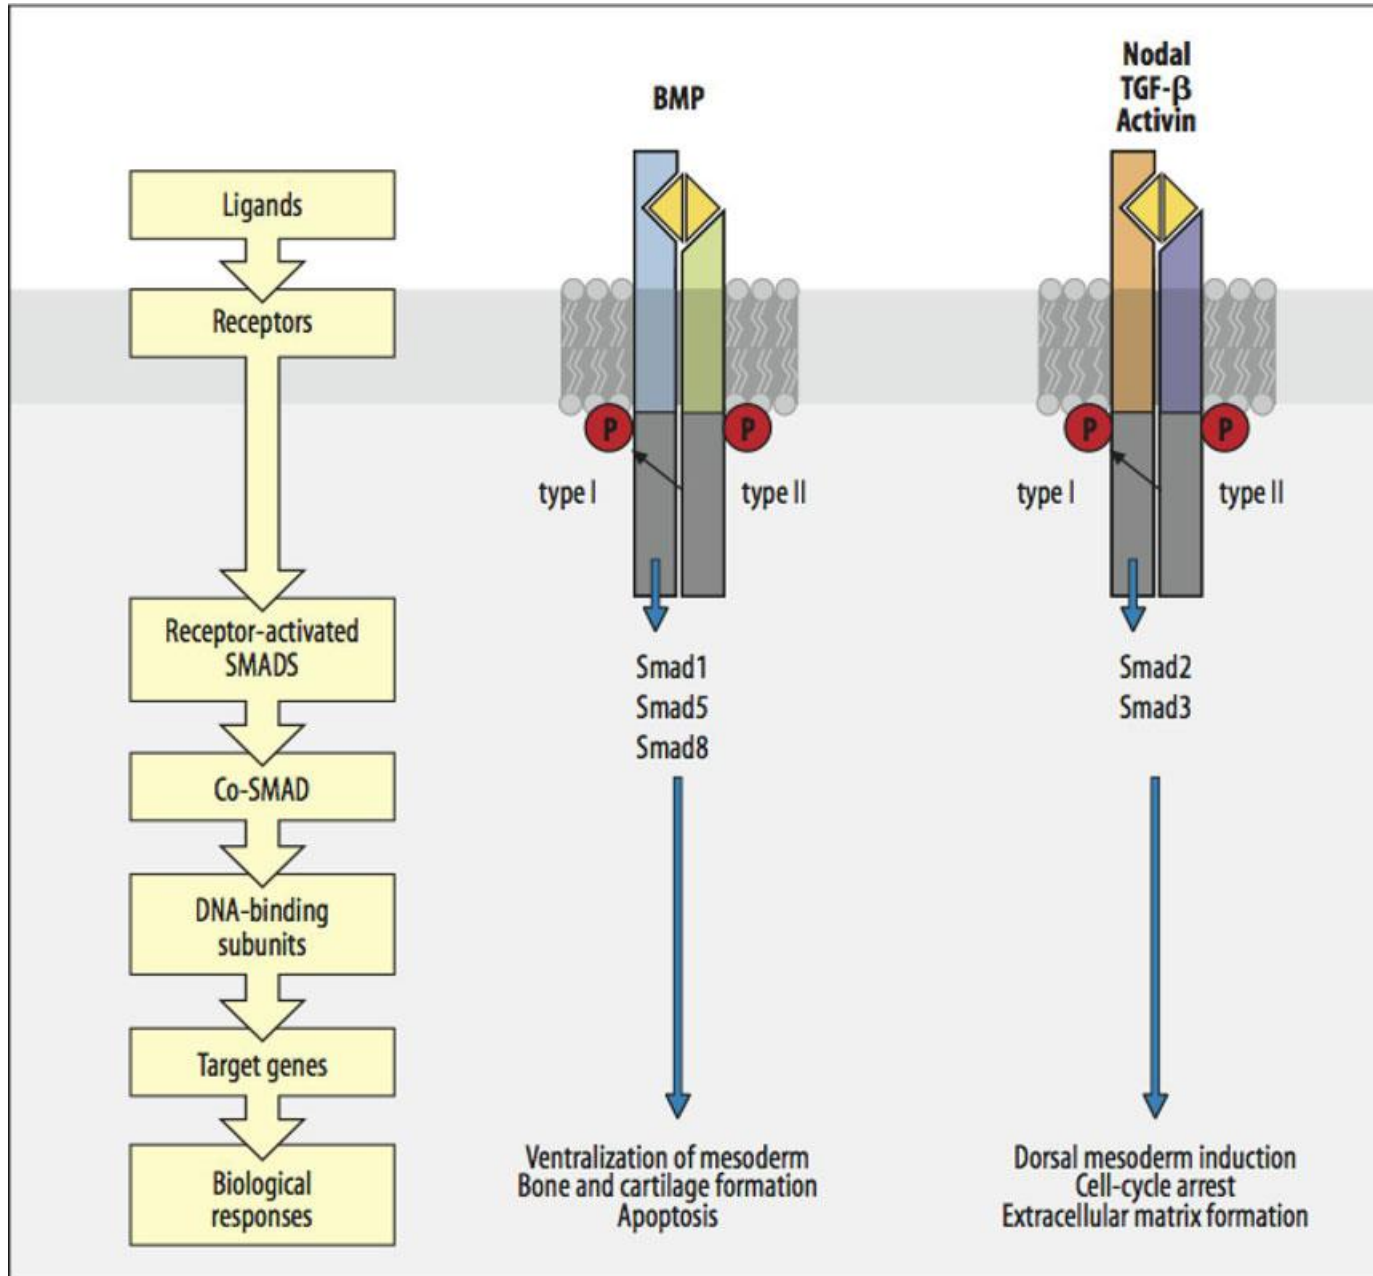 BMP
Nodal
TGF-β
Activin
Ligands
Receptors
P
P
type I
type II
P
P
type I
type II
Receptor-activated
SMADS
Smad1
Smad5
Smad8
Smad2
Smad3
Co-SMAD
DNA-binding
subunits
Target genes
Biological
responses
Ventralization of mesoderm
Bone and cartilage formation
Apoptosis
Dorsal mesoderm induction
Cell-cycle arrest
Extracellular matrix formation